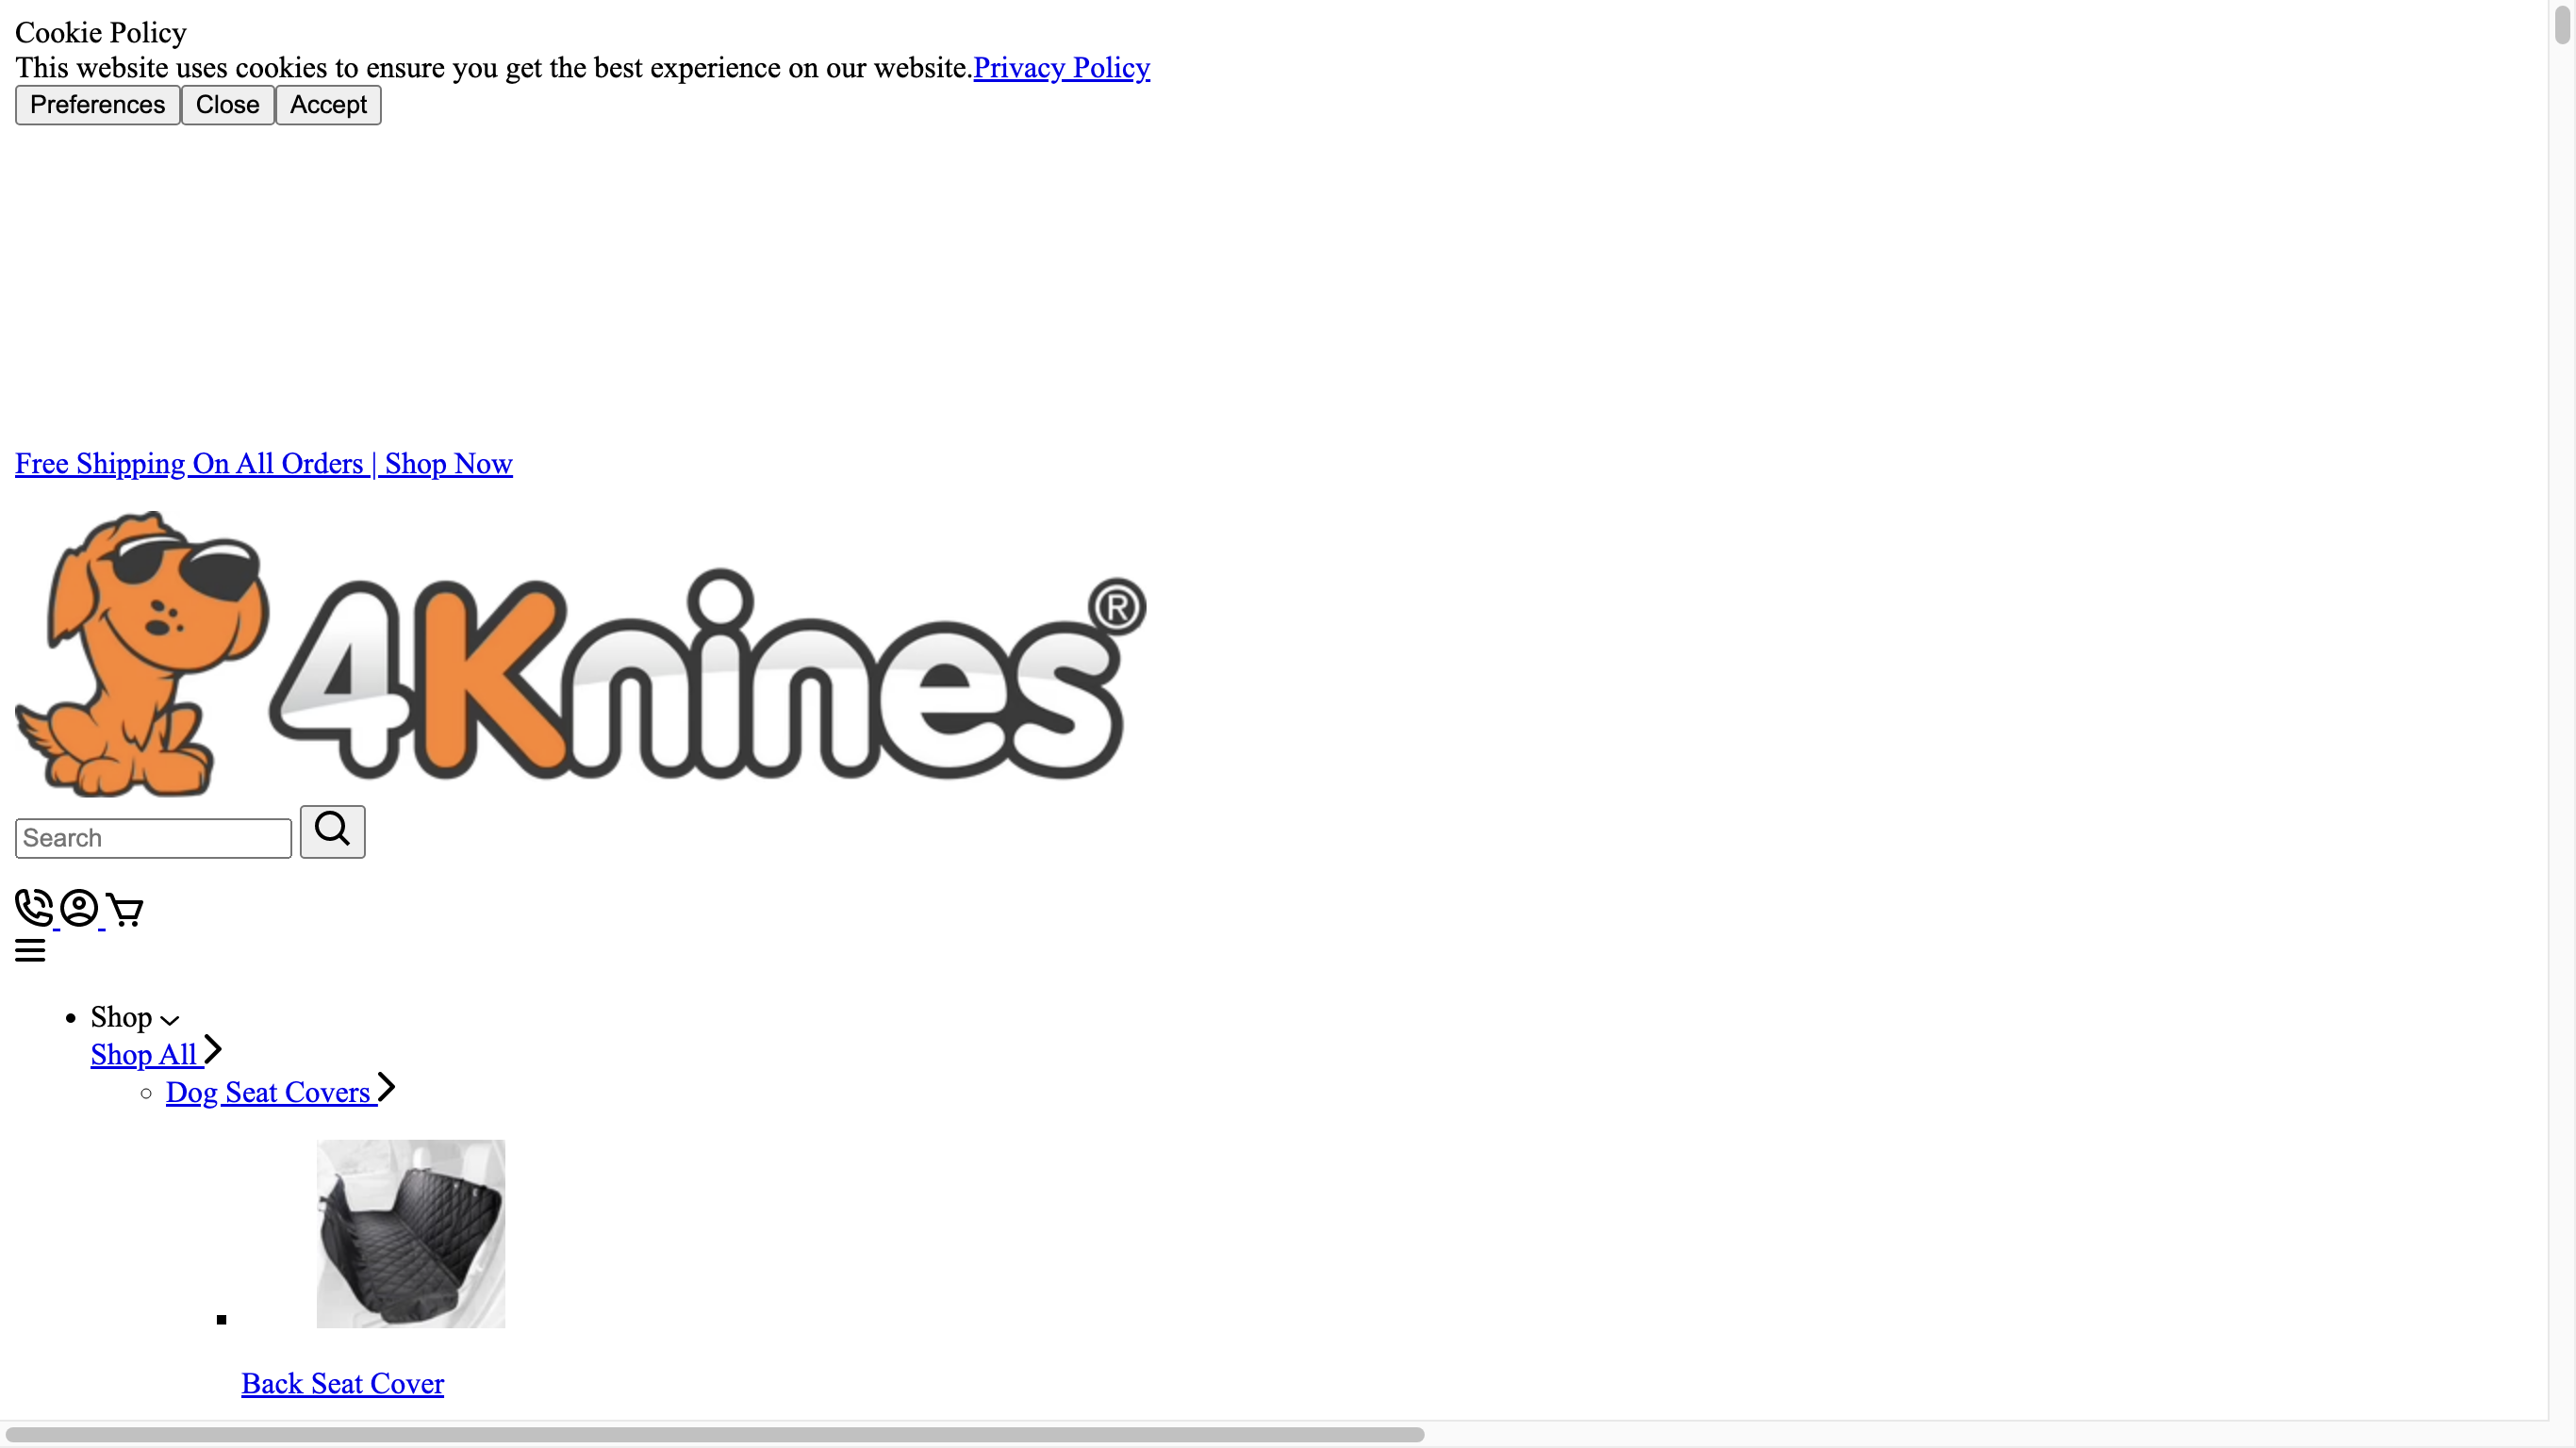 Cookie Policy
This website uses cookies to ensure you get the best experience on our website.Privacy Policy
Preferences Close Accept
Free Shipping On All Orders | Shop Now
4Knines®
Search
Shop
Shop All
Dog Seat Covers
Back Seat Cover